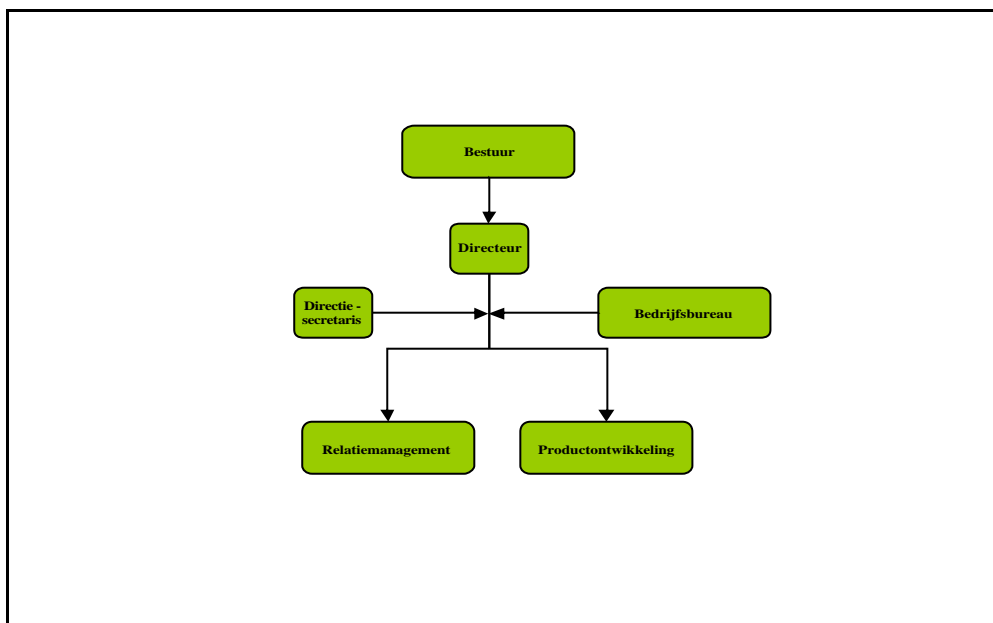 Bestuur
Directeur
Directie -
secretaris
Bedrijfsbureau
Relatiemanagement
Productontwikkeling